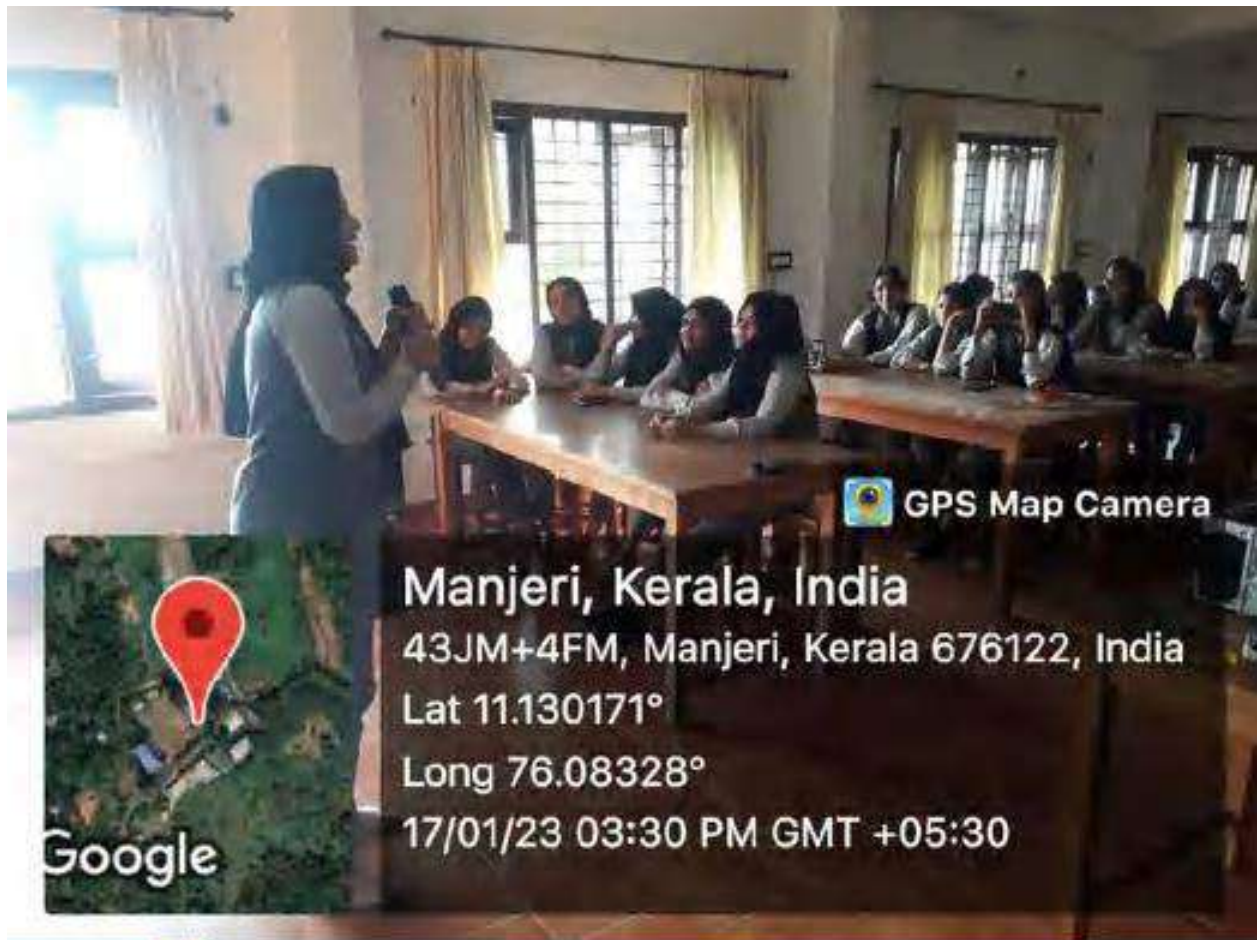 GPS Map Camera
Manjeri, Kerala, India
43JM+4FM, Manjeri, Kerala 676122, India
Lat 11.130171°
Long 76.08328°
17/01/23 03:30 PM GMT +05:30
Google